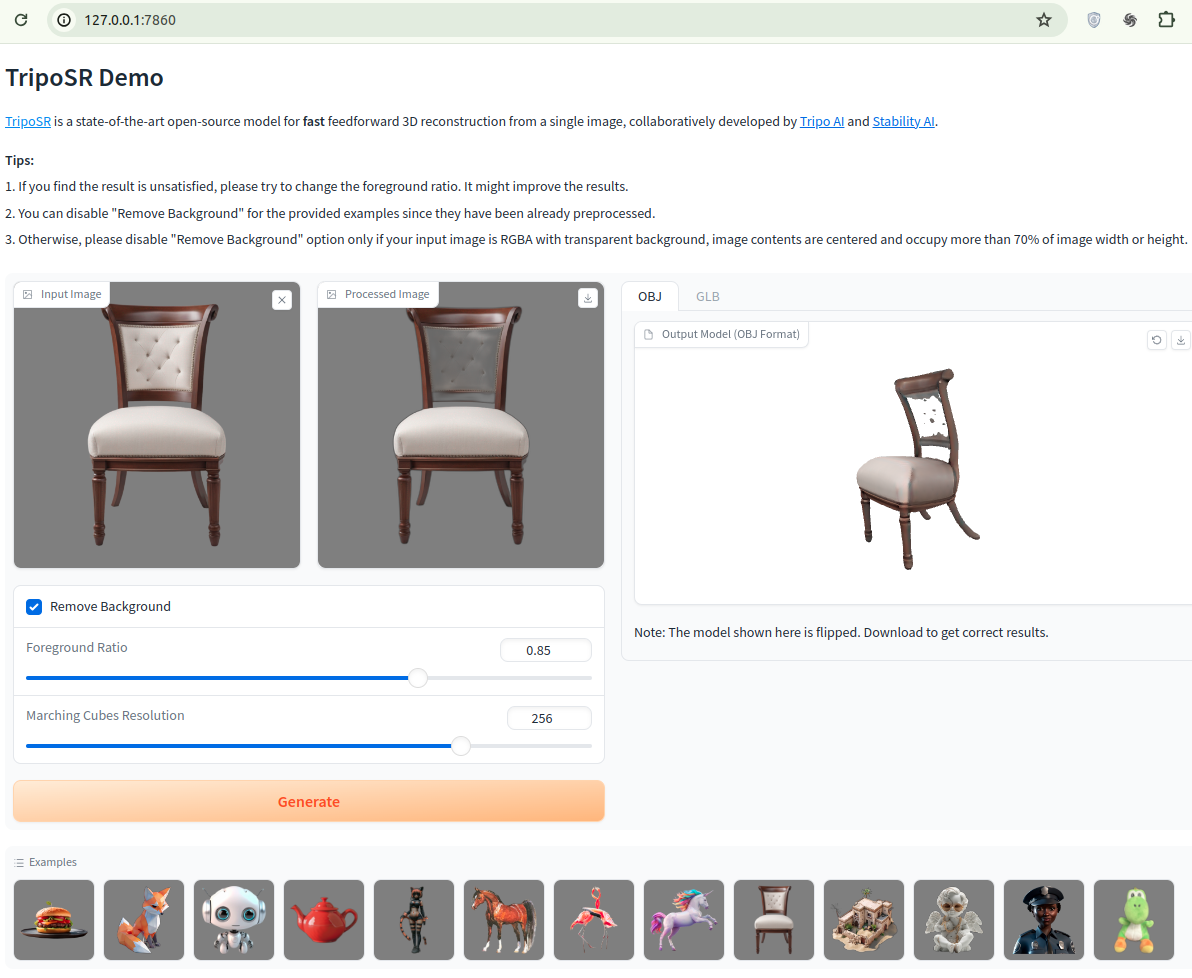 127.0.0.1:7860
TripoSR Demo
TripoSR is a state-of-the-art open-source model for fast feedforward 3D reconstruction from a single image, collaboratively developed by Tripo AI and Stability AI.
Tips:
1. If you find the result is unsatisfied, please try to change the foreground ratio. It might improve the results.
2. You can disable "Remove Background" for the provided examples since they have been already preprocessed.
3. Otherwise, please disable "Remove Background" option only if your input image is RGBA with transparent background, image contents are centered and occupy more than 70% of image width or height.
Input Image
Processed Image
OBJ
GLB
Output Model (OBJ Format)
Remove Background
Foreground Ratio
0.85
Note: The model shown here is flipped. Download to get correct results.
Marching Cubes Resolution
256
Generate
Examples